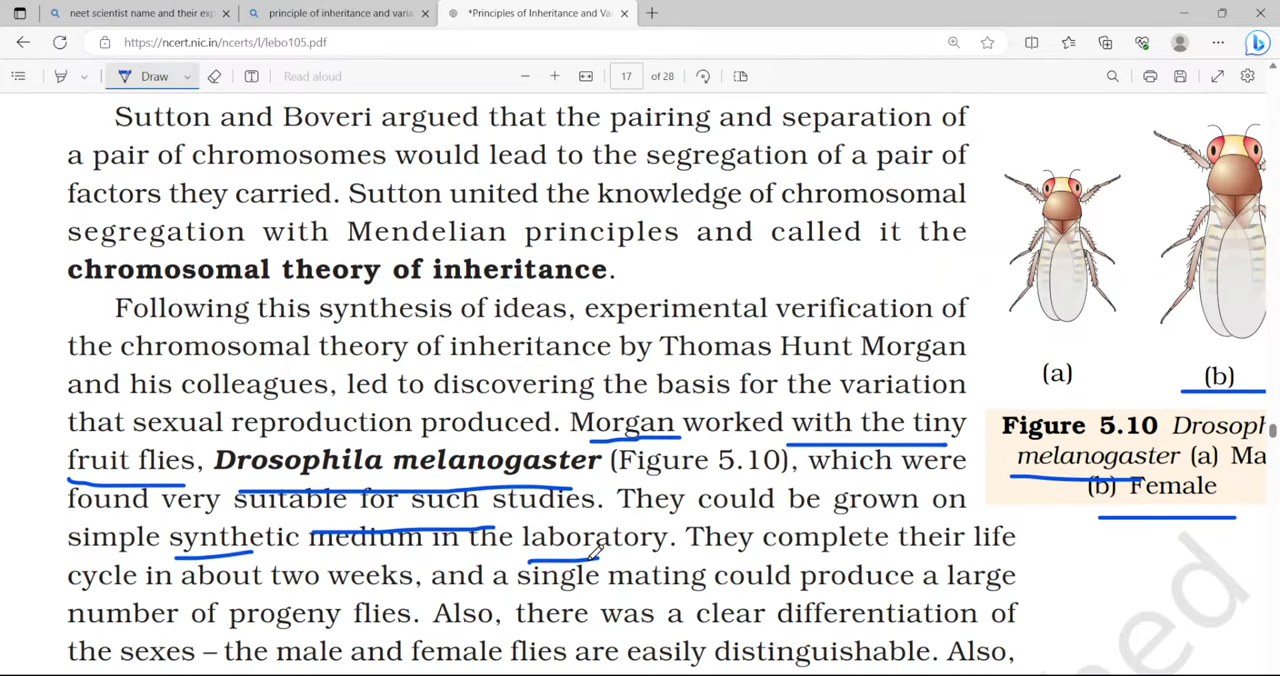 neet scientist name and their exp
principle of inheritance and varia
*Principles of Inheritance and Va
https://ncert.nic.in/ncerts/l/lebo105.pdf
Draw
Read aloud
17
of 28
Sutton and Boveri argued that the pairing and separation of
a pair of chromosomes would lead to the segregation of a pair of
factors they carried. Sutton united the knowledge of chromosomal
segregation with Mendelian principles and called it the
chromosomal theory of inheritance.
Following this synthesis of ideas, experimental verification of
the chromosomal theory of inheritance by Thomas Hunt Morgan
and his colleagues, led to discovering the basis for the variation
that sexual reproduction produced. Morgan worked with the tiny
fruit flies, Drosophila melanogaster (Figure 5.10), which were
found very suitable for such studies. They could be grown on
simple synthetic medium in the laboratory. They complete their life
cycle in about two weeks, and a single mating could produce a large
number of progeny flies. Also, there was a clear differentiation of
the sexes – the male and female flies are easily distinguishable. Also,
(a)
(b)
Figure 5.10 Drosoph
melanogaster (a) Ma
(b) Female